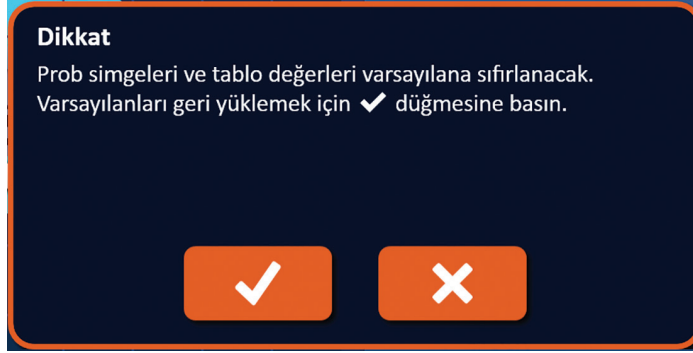 Dikkat
Prob simgeleri ve tablo değerleri varsayılana sıfırlanacak.
Varsayılanları geri yüklemek için ✔ düğmesine basın.